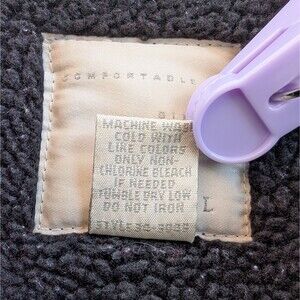 COMFORTABLE
MACHINE WASH
COLD WITH
LIKE COLORS
ONLY NON-
CHLORINE BLEACH
IF NEEDED
TUMBLE DRY LOW
DO NOT IRON
L
STYLE